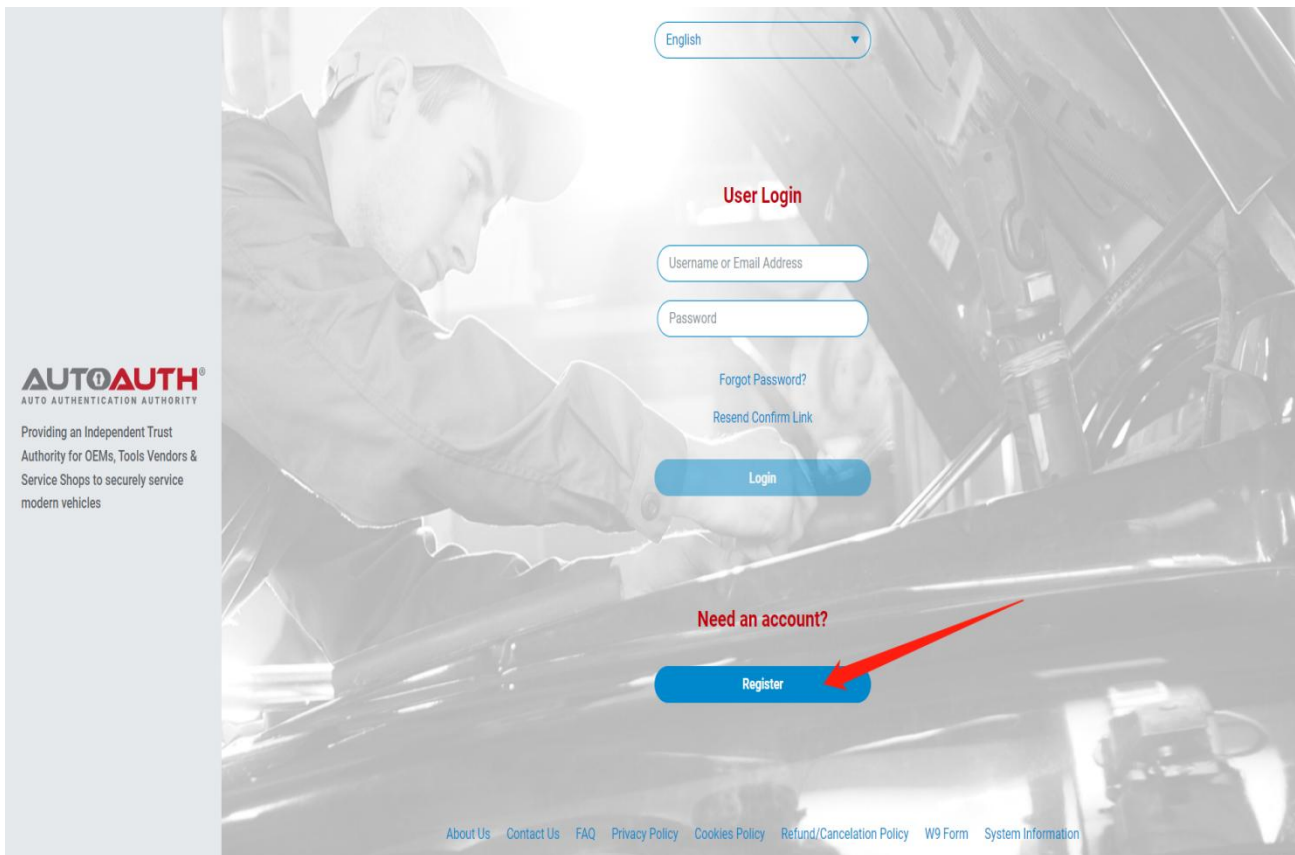 English
User Login
Username or Email Address
Password
Forgot Password?
Resend Confirm Link
Login
AUTOAUTH®
AUTO AUTHENTICATION AUTHORITY
Providing an Independent Trust
Authority for OEMs, Tools Vendors &
Service Shops to securely service
modern vehicles
Need an account?
Register
About Us Contact Us FAQ Privacy Policy Cookies Policy Refund/Cancelation Policy W9 Form System Information